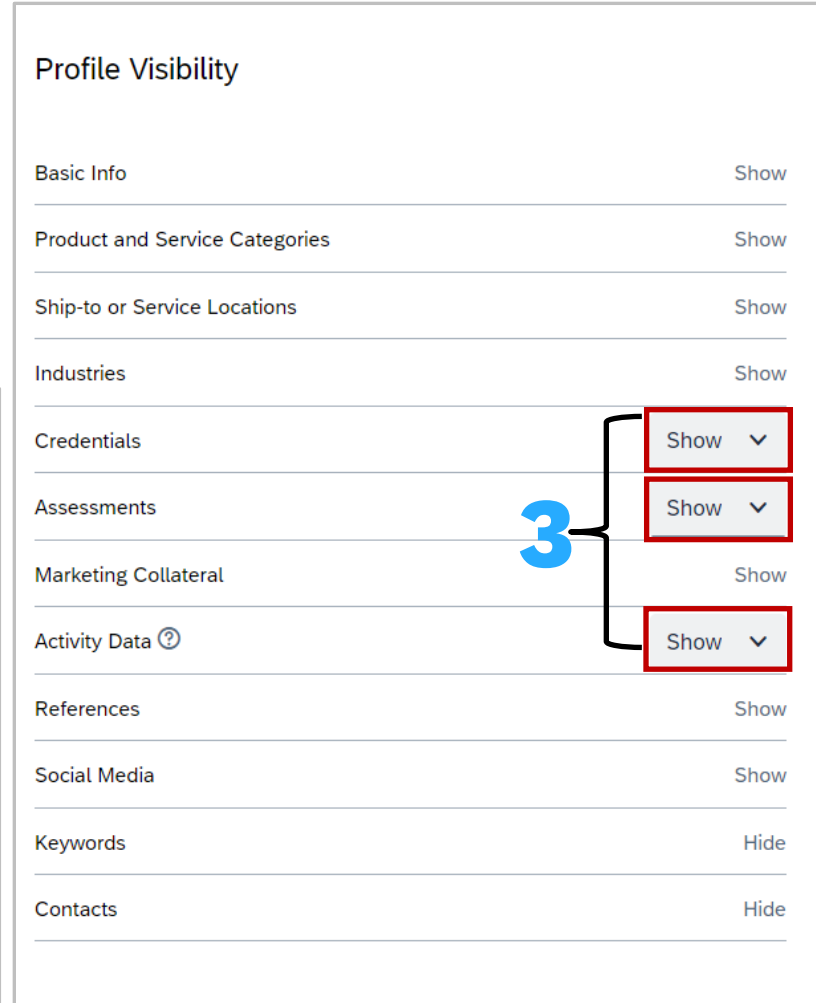 Profile Visibility
Basic Info Show
Product and Service Categories Show
Ship-to or Service Locations Show
Industries Show
Credentials Show
Assessments Show
3
Marketing Collateral Show
Activity Data ? Show
References Show
Social Media Show
Keywords Hide
Contacts Hide